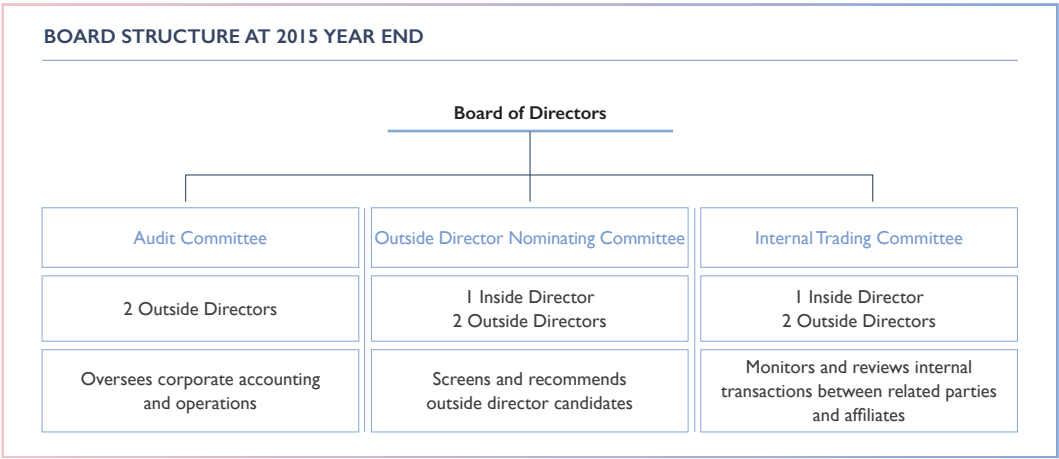 BOARD STRUCTURE AT 2015 YEAR END
Board of Directors
Audit Committee
Outside Director Nominating Committee
Internal Trading Committee
2 Outside Directors
1 Inside Director
2 Outside Directors
1 Inside Director
2 Outside Directors
Oversees corporate accounting
and operations
Screens and recommends
outside director candidates
Monitors and reviews internal
transactions between related parties
and affiliates